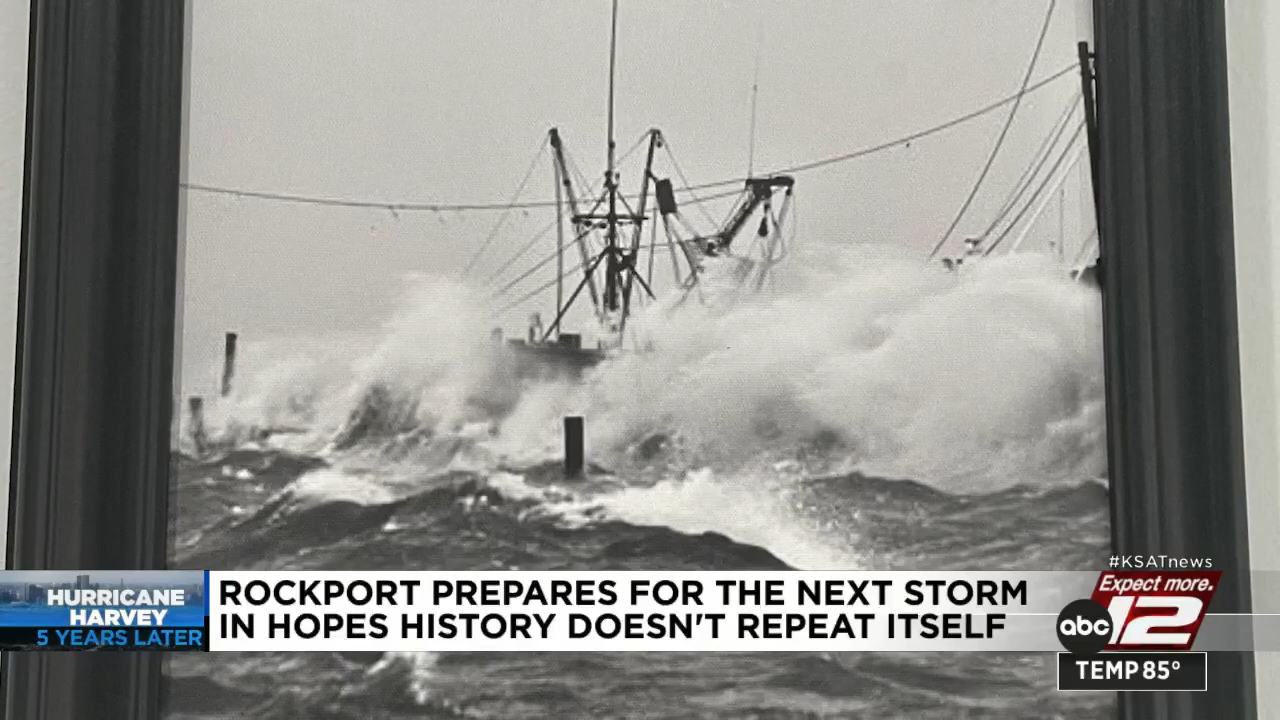 #KSATnews
HURRICANE
HARVEY
5 YEARS LATER
ROCKPORT PREPARES FOR THE NEXT STORM
IN HOPES HISTORY DOESN'T REPEAT ITSELF
Expect more.
abc 12
TEMP 85°